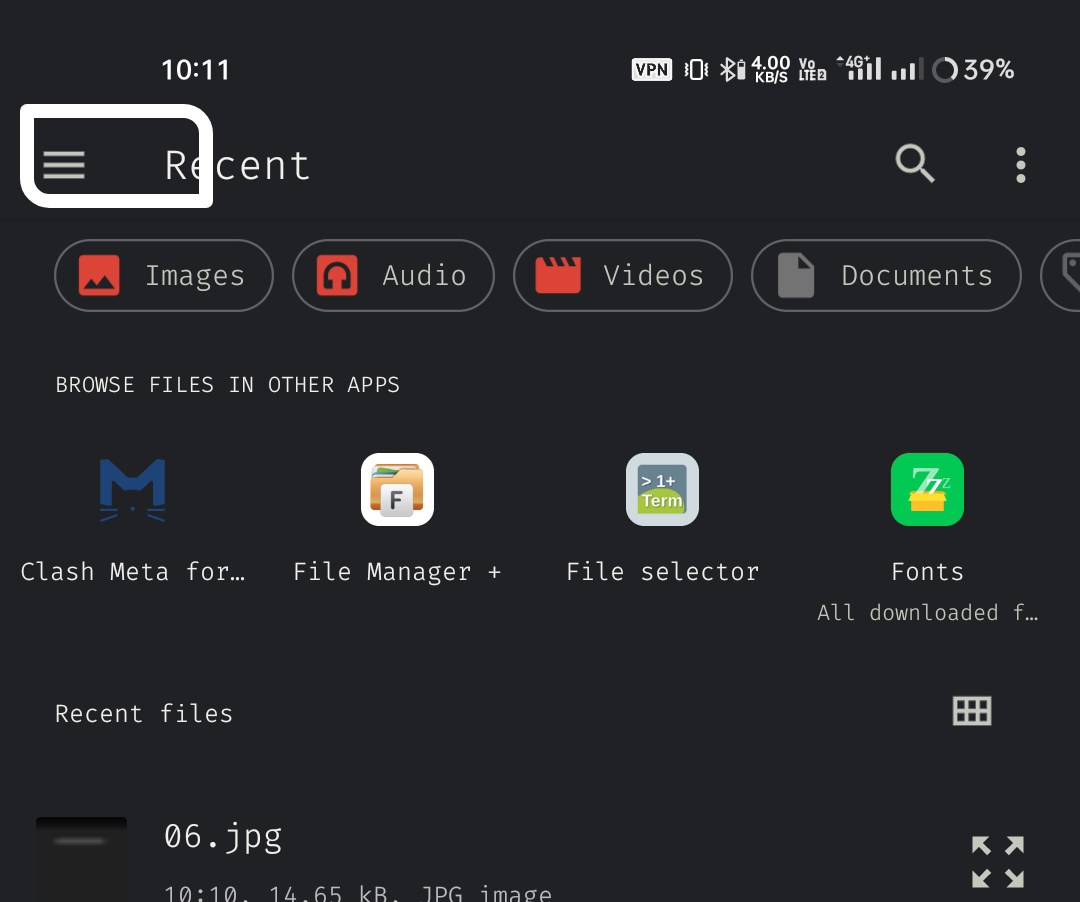 10:11 VPN 4.00 KB/S Vo LTE 2 4G+ 39%
Recent
Images Audio Videos Documents
BROWSE FILES IN OTHER APPS
F > 1+ Term Z Z Z
Clash Meta for… File Manager + File selector Fonts
All downloaded f…
Recent files
06.jpg
10:10, 14.65 kB, JPG image